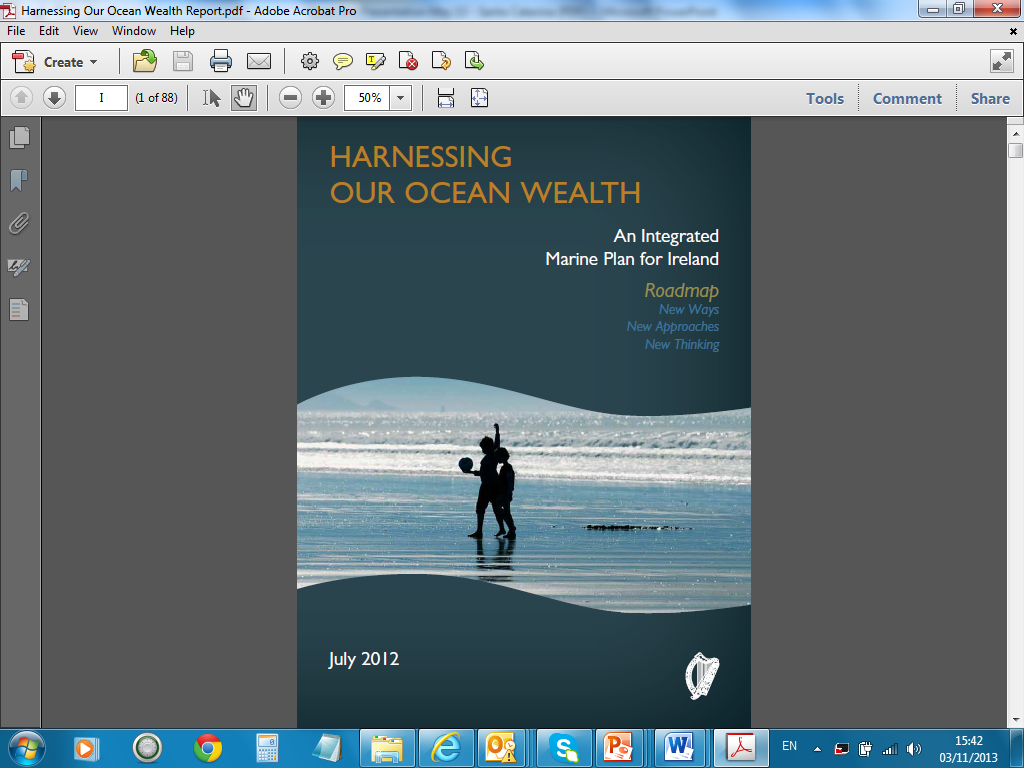 Harnessing Our Ocean Wealth Report.pdf - Adobe Acrobat Pro
File Edit View Window Help
Create
I (1 of 88) 50% Tools Comment Share
HARNESSING
OUR OCEAN WEALTH
An Integrated
Marine Plan for Ireland
Roadmap
New Ways
New Approaches
New Thinking
July 2012
EN 15:42
03/11/2013